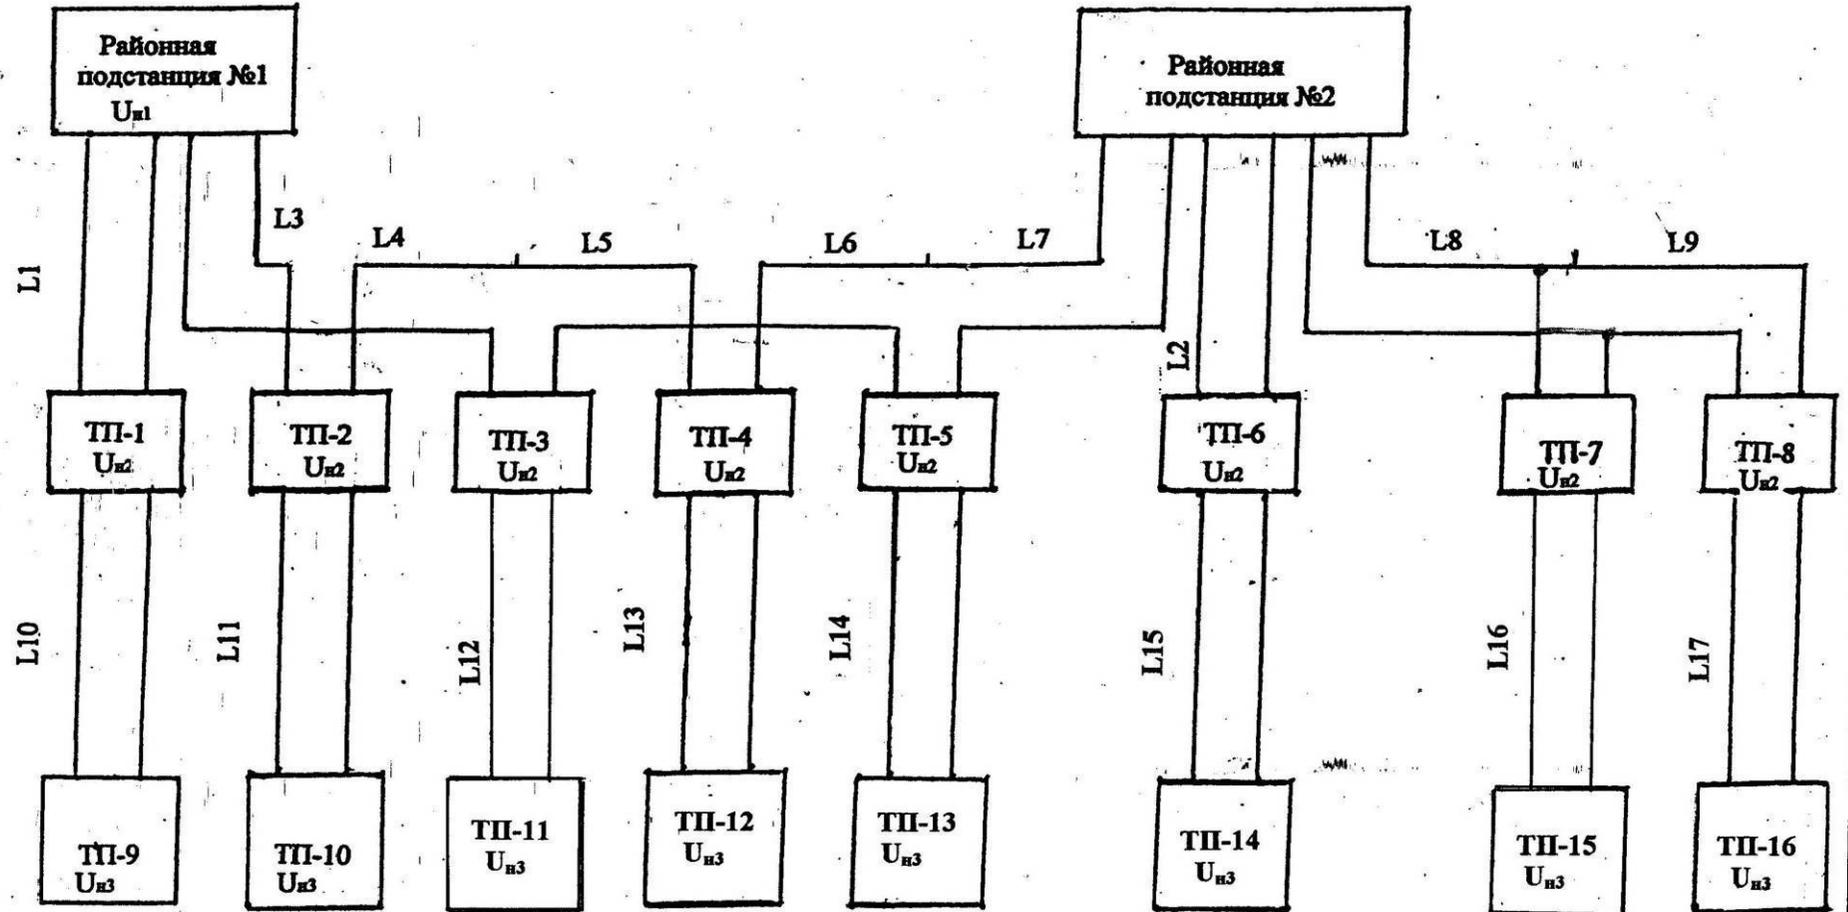 Районная
подстанция №1
Uн1
Районная
подстанция №2
L3
L4
L5
L6
L7
L8
L9
L1
L2
ТП-1
Uн2
ТП-2
Uн2
ТП-3
Uн2
ТП-4
Uн2
ТП-5
Uн2
ТП-6
Uн2
ТП-7
Uн2
ТП-8
Uн2
L10
L11
L12
L13
L14
L15
L16
L17
ТП-9
Uн3
ТП-10
Uн3
ТП-11
Uн3
ТП-12
Uн3
ТП-13
Uн3
ТП-14
Uн3
ТП-15
Uн3
ТП-16
Uн3